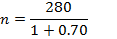 n = 280 / 1 + 0.70